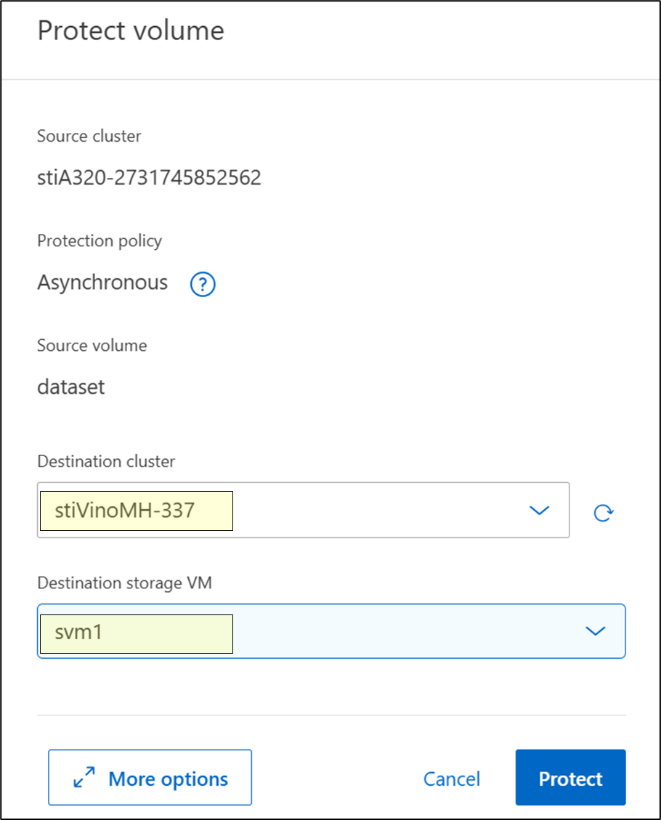 Protect volume
Source cluster
stiA320-2731745852562
Protection policy
Asynchronous ?
Source volume
dataset
Destination cluster
stiVinoMH-337
Destination storage VM
svm1
More options Cancel Protect